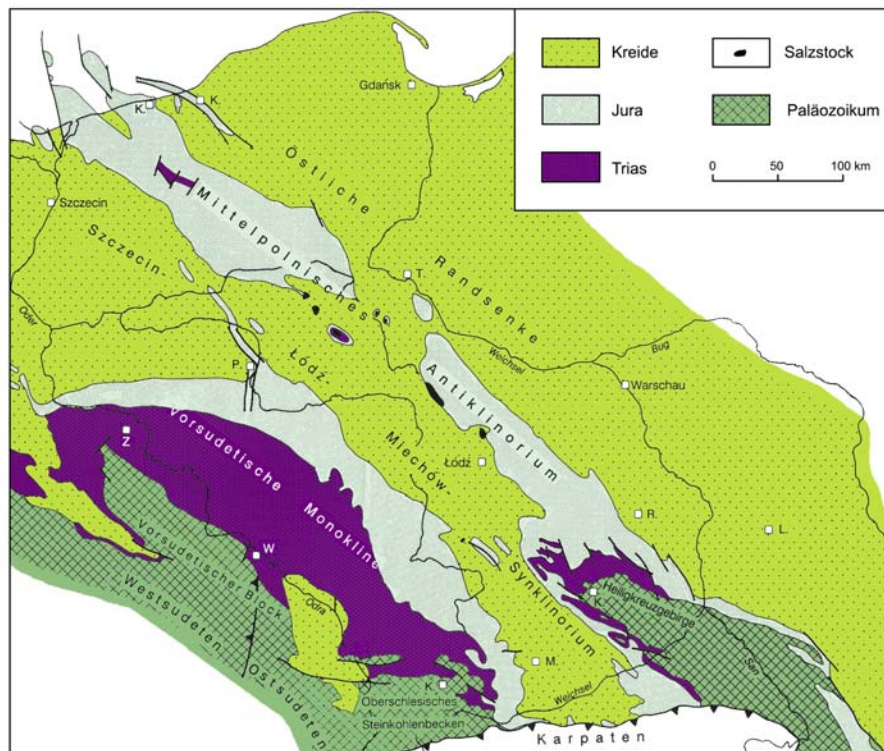 Kreide
Salzstock
Jura
Paläozoikum
Trias
0 50 100 km
K.
K.
Gdańsk
Östliche
Randsenke
Szczecin
Mittelpolnisches
Antiklinorium
Szczecin-
Łódź-
Miechów-
Synklinorium
T.
Oder
Weichsel
Bug
P.
Warschau
Z
Vorsudetische
Monokline
Łódź
R.
L.
W
Vorsudetischer Block
Westsudeten
Ostsudeten
Odra
Heiligkreuzgebirge
K.
M.
San
K.
Oberschlesisches
Steinkohlenbecken
Weichsel
Karpaten